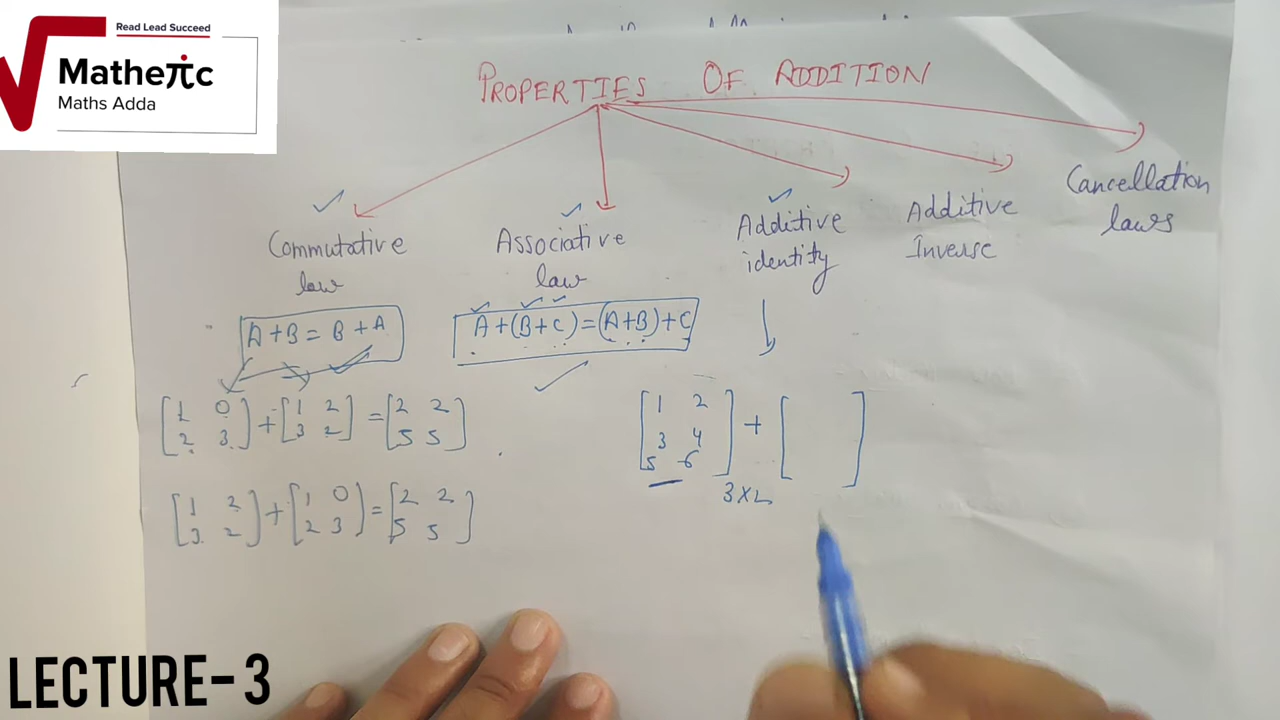 Read Lead Succeed
Matheπc
Maths Adda
PROPERTIES OF ADDITION
Commutative law
Associative law
Additive identity
Additive Inverse
Cancellation laws
A+B = B+A
A+(B+C)=(A+B)+C
[1 0
2 3] + [1 2
3 2] = [2 2
5 5]
[1 2
3 2] + [1 0
2 3] = [2 2
5 5]
[1 2
3 4
5 6] + [ ]
3×2
LECTURE-3